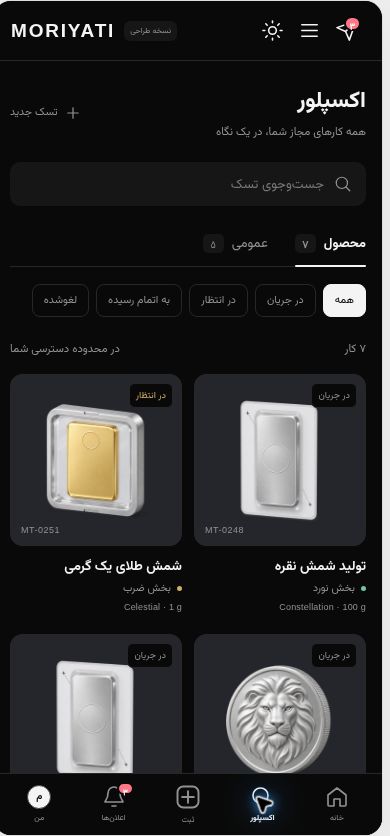 MORIYATI
نسخه طراحی
۳
اکسپلور
تسک جدید
همه کارهای مجاز شما، در یک نگاه
جست‌وجوی تسک
محصول ۷
عمومی ۵
همه
در جریان
در انتظار
به اتمام رسیده
لغوشده
۷ کار
در محدوده دسترسی شما
در جریان
MT-0248
تولید شمش نقره
بخش نورد
Constellation · 100 g
در انتظار
MT-0251
شمش طلای یک گرمی
بخش ضرب
Celestial · 1 g
در جریان
در جریان
خانه
اکسپلور
ثبت
اعلان‌ها
م
من